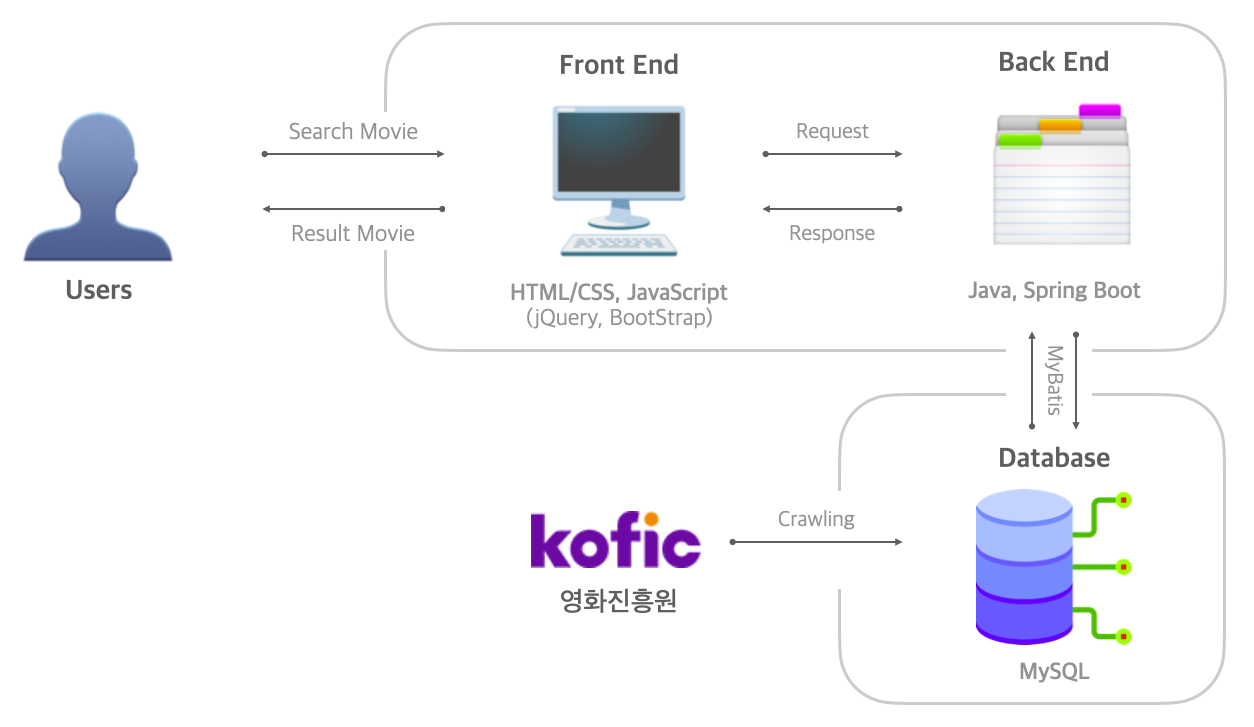 Front End
Back End
Search Movie
Request
Result Movie
Response
Users
HTML/CSS, JavaScript
(jQuery, BootStrap)
Java, Spring Boot
MyBatis
Database
kofic
Crawling
영화진흥원
MySQL